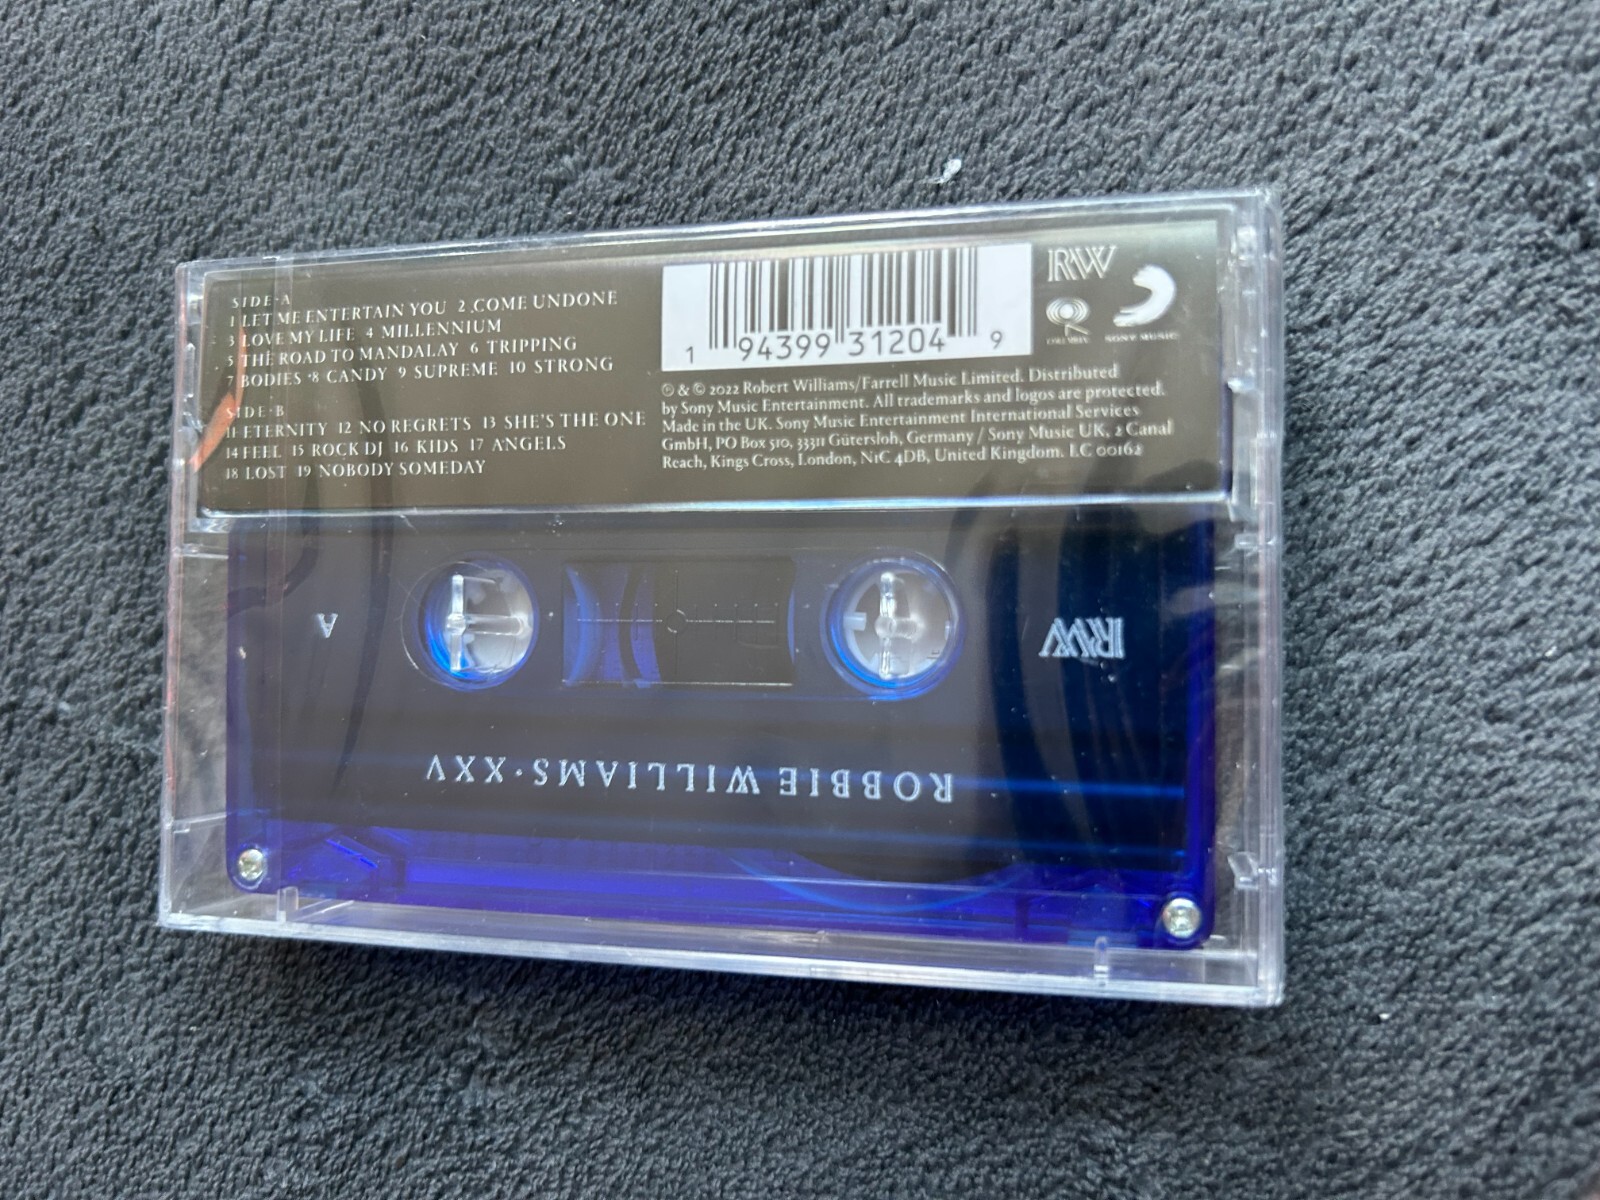 SIDE·A
1 LET ME ENTERTAIN YOU 2 COME UNDONE
3 LOVE MY LIFE 4 MILLENNIUM
5 THE ROAD TO MANDALAY 6 TRIPPING
7 BODIES 8 CANDY 9 SUPREME 10 STRONG
SIDE·B
11 ETERNITY 12 NO REGRETS 13 SHE'S THE ONE
14 FEEL 15 ROCK DJ 16 KIDS 17 ANGELS
18 LOST 19 NOBODY SOMEDAY
1 94399 31204 9
RW
COLUMBIA
SONY MUSIC
℗ & © 2022 Robert Williams/Farrell Music Limited. Distributed
by Sony Music Entertainment. All trademarks and logos are protected.
Made in the UK. Sony Music Entertainment International Services
GmbH, PO Box 510, 33311 Gütersloh, Germany / Sony Music UK, 2 Canal
Reach, Kings Cross, London, N1C 4DB, United Kingdom. LC 00162
A
RW
ROBBIE WILLIAMS·XXV